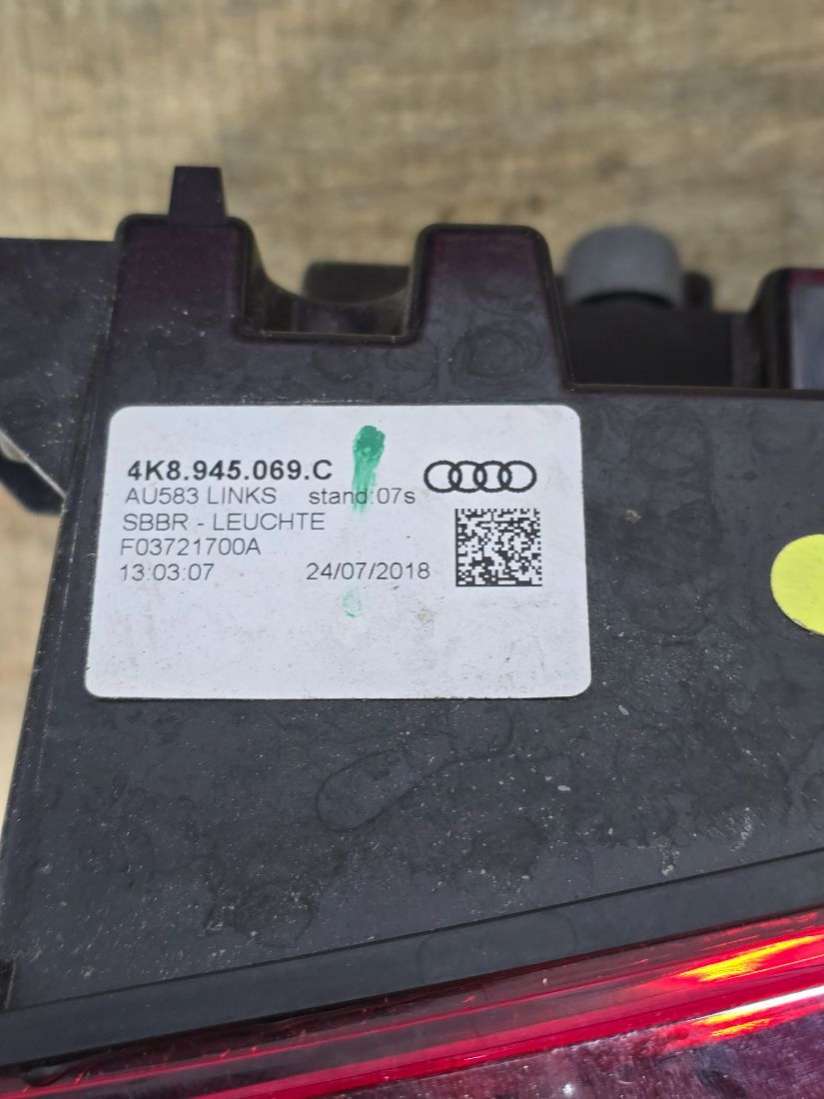 4K8.945.069.C
AU583 LINKS stand:07s
SBBR - LEUCHTE
F03721700A
13:03:07 24/07/2018